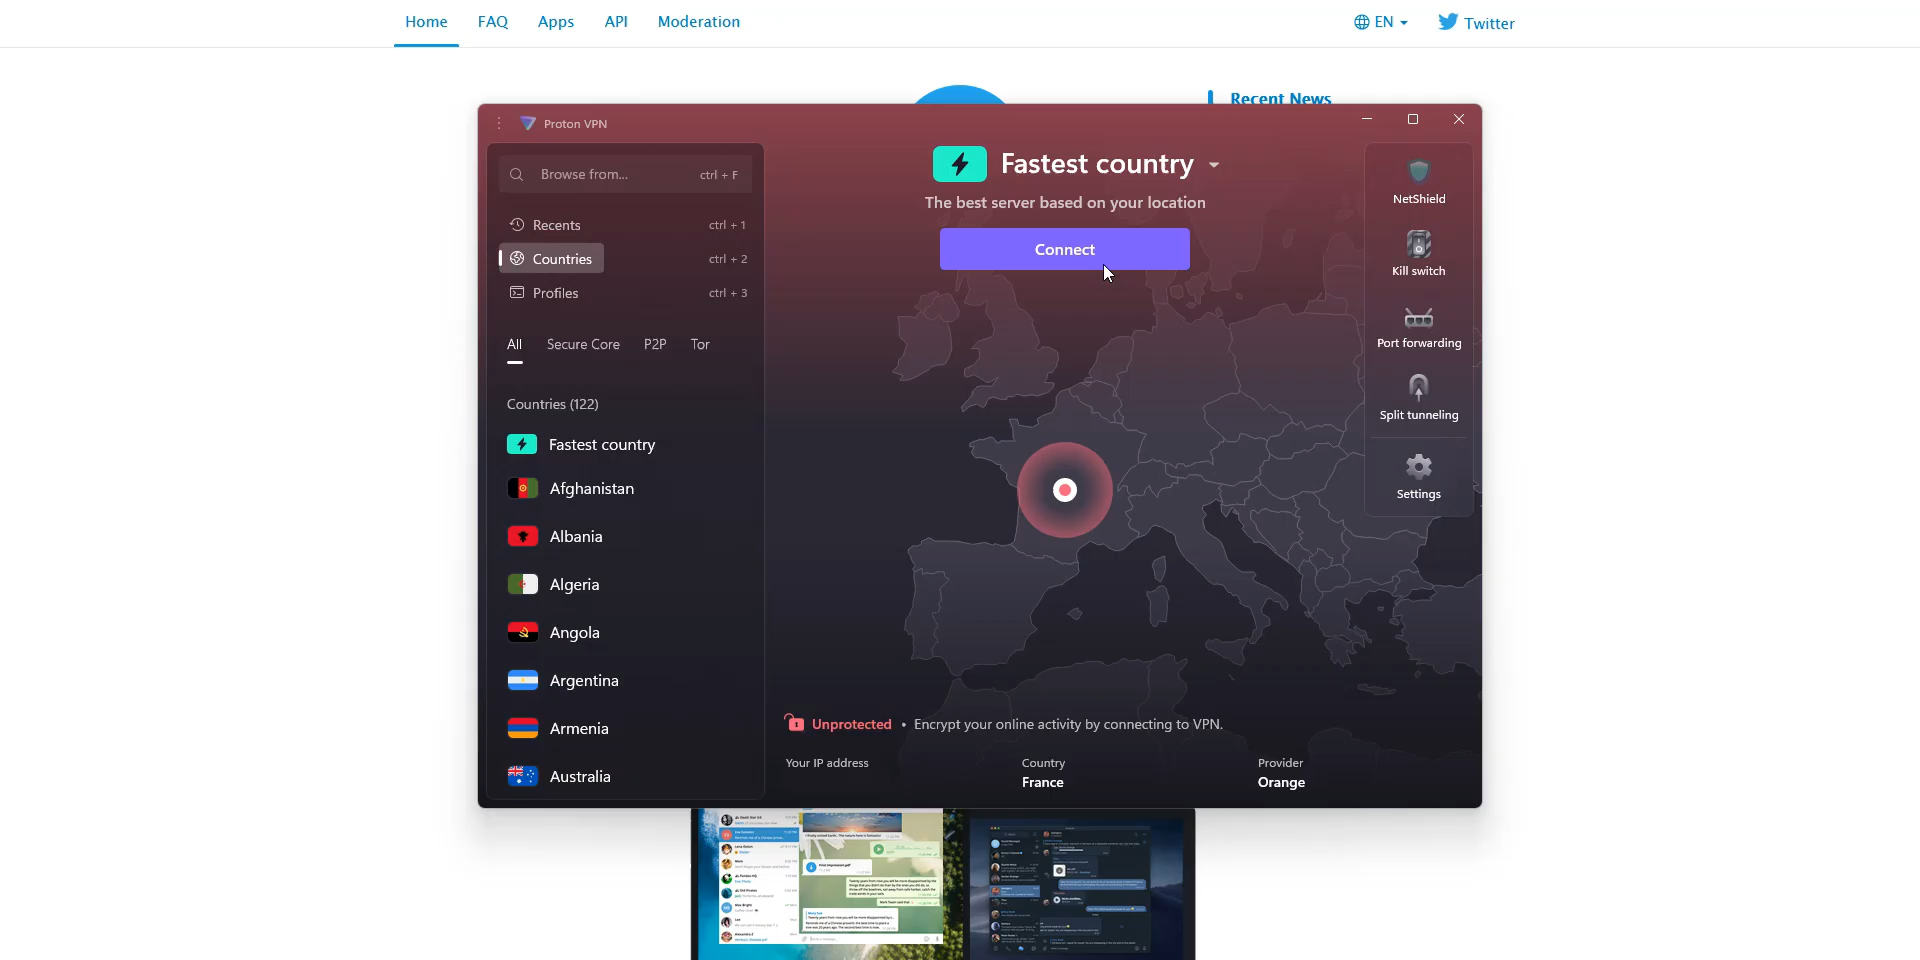 Home FAQ Apps API Moderation EN Twitter
Recent News
Proton VPN
Browse from... ctrl + F
Recents ctrl + 1
Countries ctrl + 2
Profiles ctrl + 3
All Secure Core P2P Tor
Countries (122)
Fastest country
Afghanistan
Albania
Algeria
Angola
Argentina
Armenia
Australia
Fastest country
The best server based on your location
Connect
NetShield
Kill switch
Port forwarding
Split tunneling
Settings
Unprotected • Encrypt your online activity by connecting to VPN.
Your IP address Country Provider
France Orange